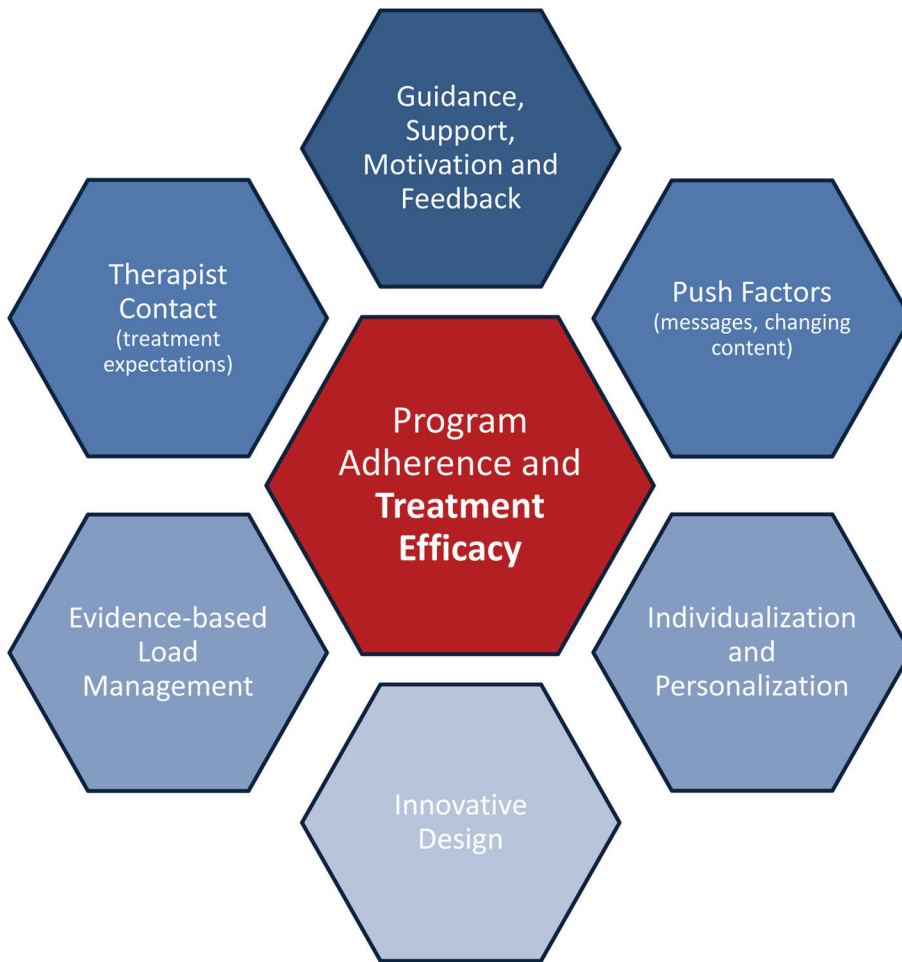 Guidance,
Support,
Motivation and
Feedback
Therapist
Contact
(treatment
expectations)
Push Factors
(messages, changing
content)
Program
Adherence and
Treatment
Efficacy
Evidence-based
Load
Management
Individualization
and
Personalization
Innovative
Design